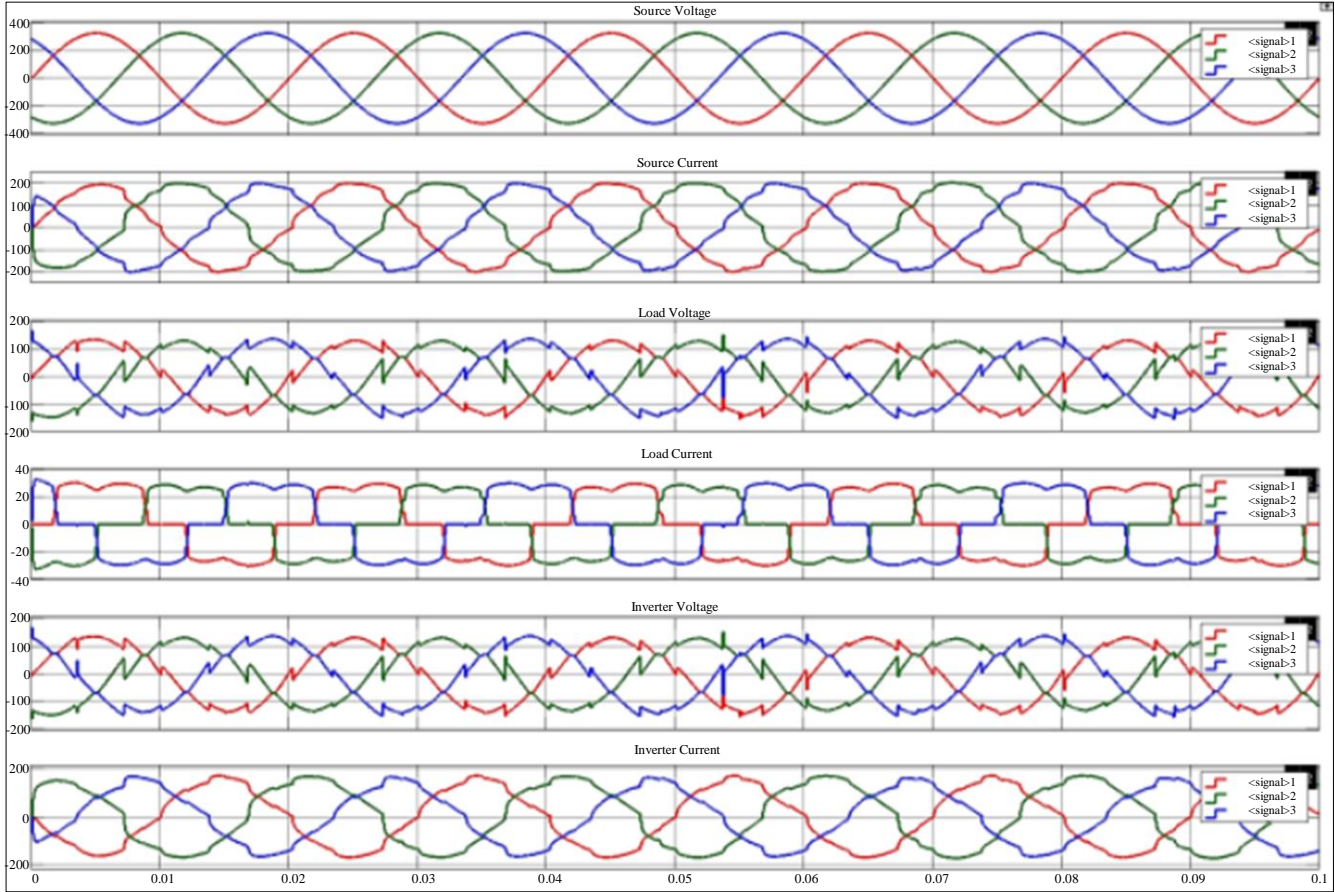 Source Voltage
400
200
0
-200
-400
<signal>1
<signal>2
<signal>3
Source Current
200
100
0
-100
-200
<signal>1
<signal>2
<signal>3
Load Voltage
200
100
0
-100
-200
<signal>1
<signal>2
<signal>3
Load Current
40
20
0
-20
-40
<signal>1
<signal>2
<signal>3
Inverter Voltage
200
100
0
-100
-200
<signal>1
<signal>2
<signal>3
Inverter Current
200
0
-200
<signal>1
<signal>2
<signal>3
0 0.01 0.02 0.03 0.04 0.05 0.06 0.07 0.08 0.09 0.1